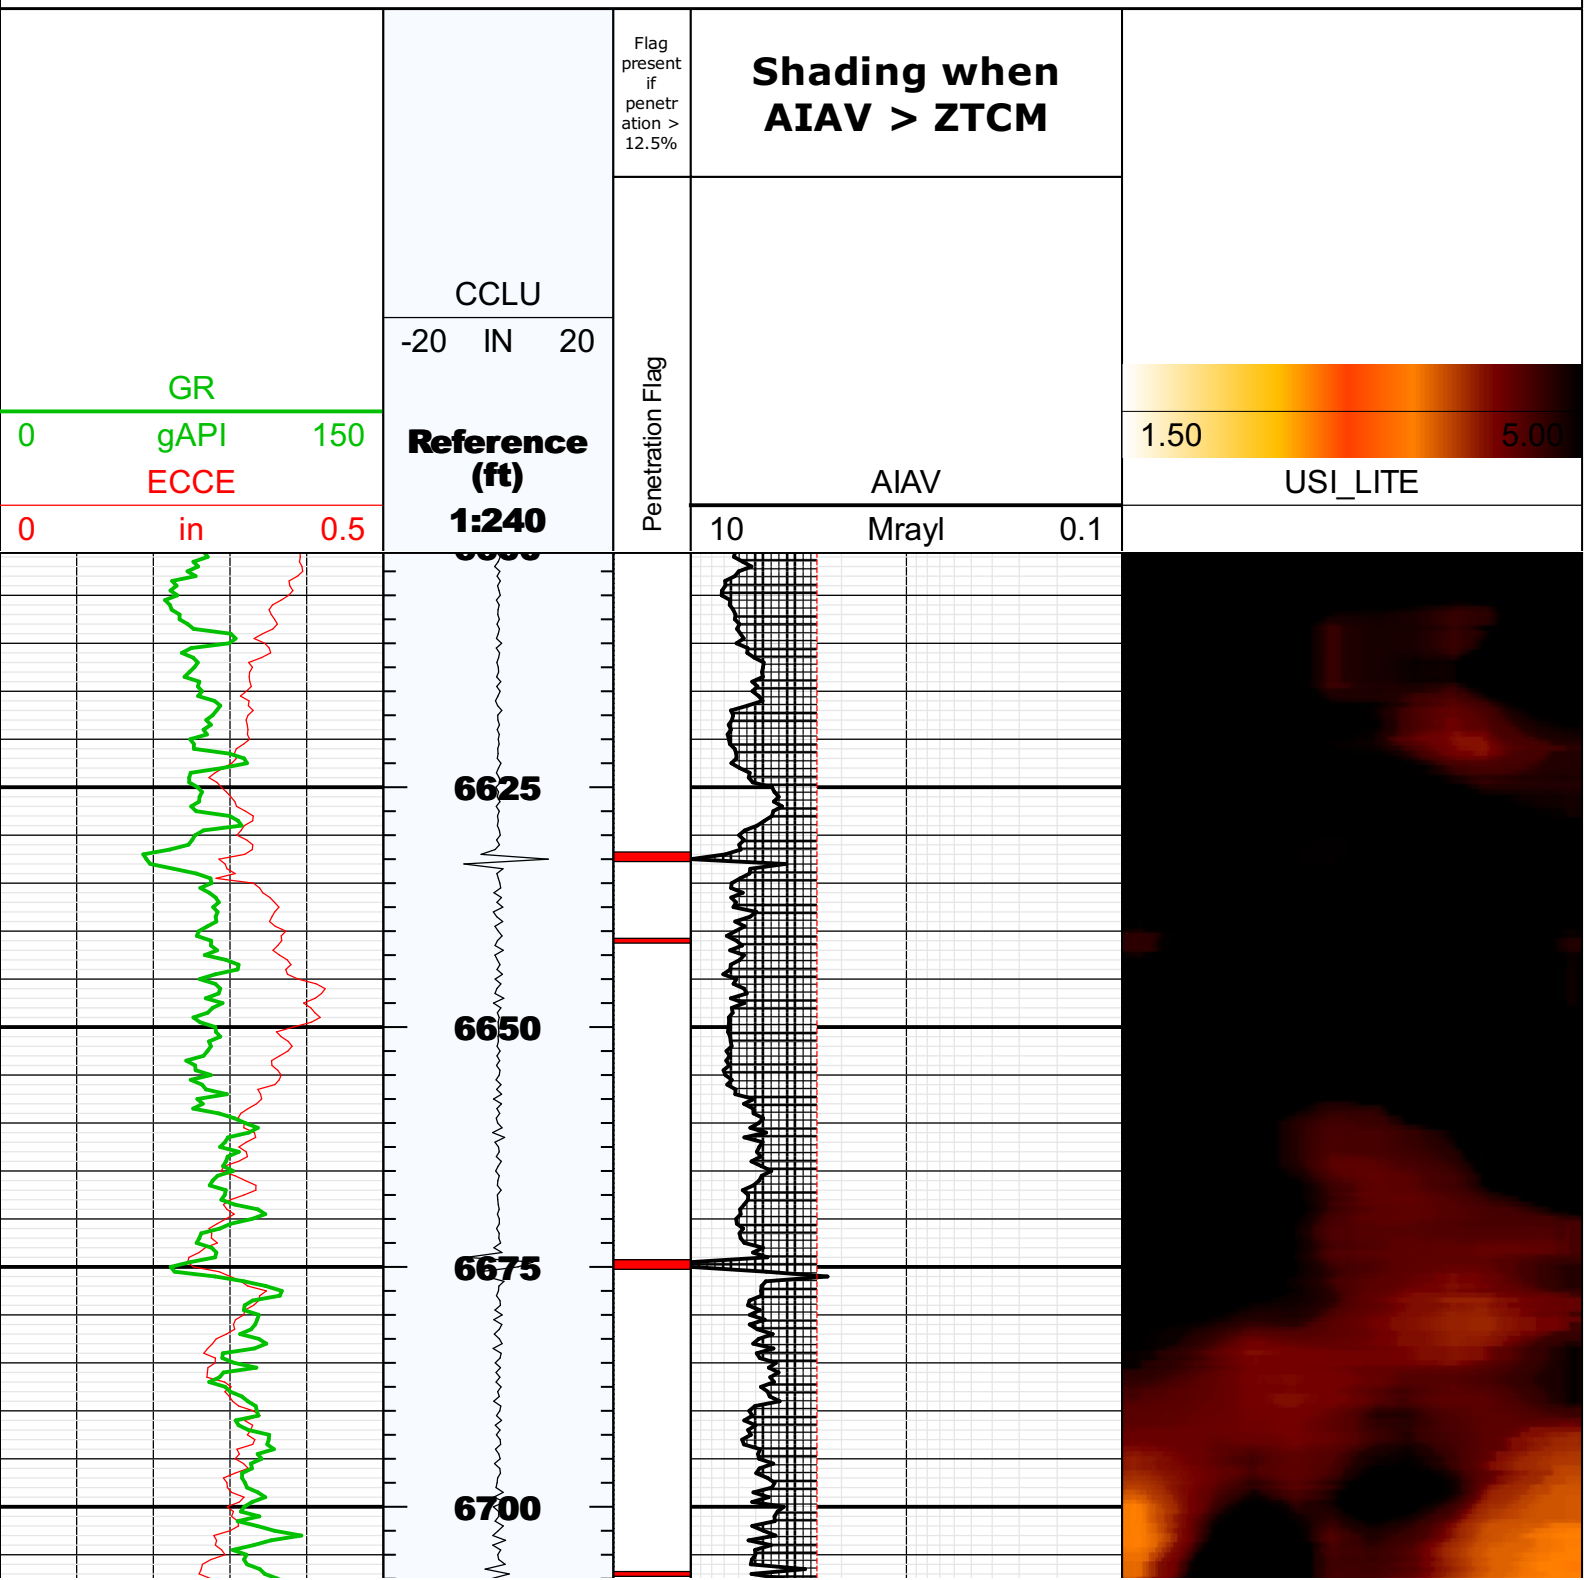 Flag
present
if
penetr
ation >
12.5%
Shading when
AIAV > ZTCM
CCLU
-20 IN 20
GR
0 gAPI 150
ECCE
0 in 0.5
Reference
(ft)
1:240
Penetration Flag
AIAV
10 Mrayl 0.1
1.50 5.00
USI_LITE
6625
6650
6675
6700